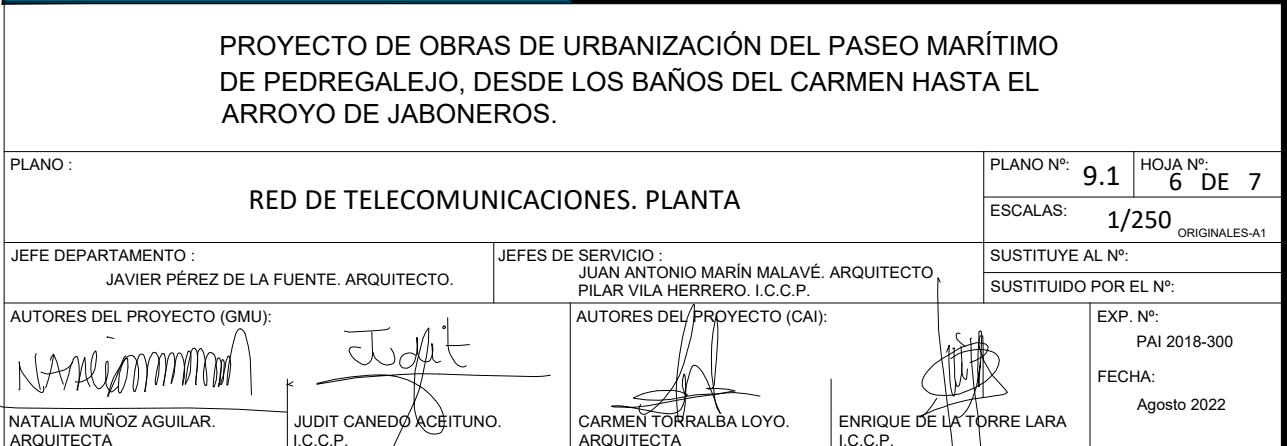 PROYECTO DE OBRAS DE URBANIZACIÓN DEL PASEO MARÍTIMO
DE PEDREGALEJO, DESDE LOS BAÑOS DEL CARMEN HASTA EL
ARROYO DE JABONEROS.
PLANO :
RED DE TELECOMUNICACIONES. PLANTA
PLANO Nº: 9.1
HOJA Nº: 6 DE 7
ESCALAS: 1/250 ORIGINALES-A1
JEFE DEPARTAMENTO :
JAVIER PÉREZ DE LA FUENTE. ARQUITECTO.
JEFES DE SERVICIO :
JUAN ANTONIO MARÍN MALAVÉ. ARQUITECTO
PILAR VILA HERRERO. I.C.C.P.
SUSTITUYE AL Nº:
SUSTITUIDO POR EL Nº:
AUTORES DEL PROYECTO (GMU):
Judit
NATALIA MUÑOZ AGUILAR.
ARQUITECTA
JUDIT CANEDO ACEITUNO.
I.C.C.P.
AUTORES DEL PROYECTO (CAI):
CARMEN TORRALBA LOYO.
ARQUITECTA
ENRIQUE DE LA TORRE LARA
I.C.C.P.
EXP. Nº:
PAI 2018-300
FECHA:
Agosto 2022